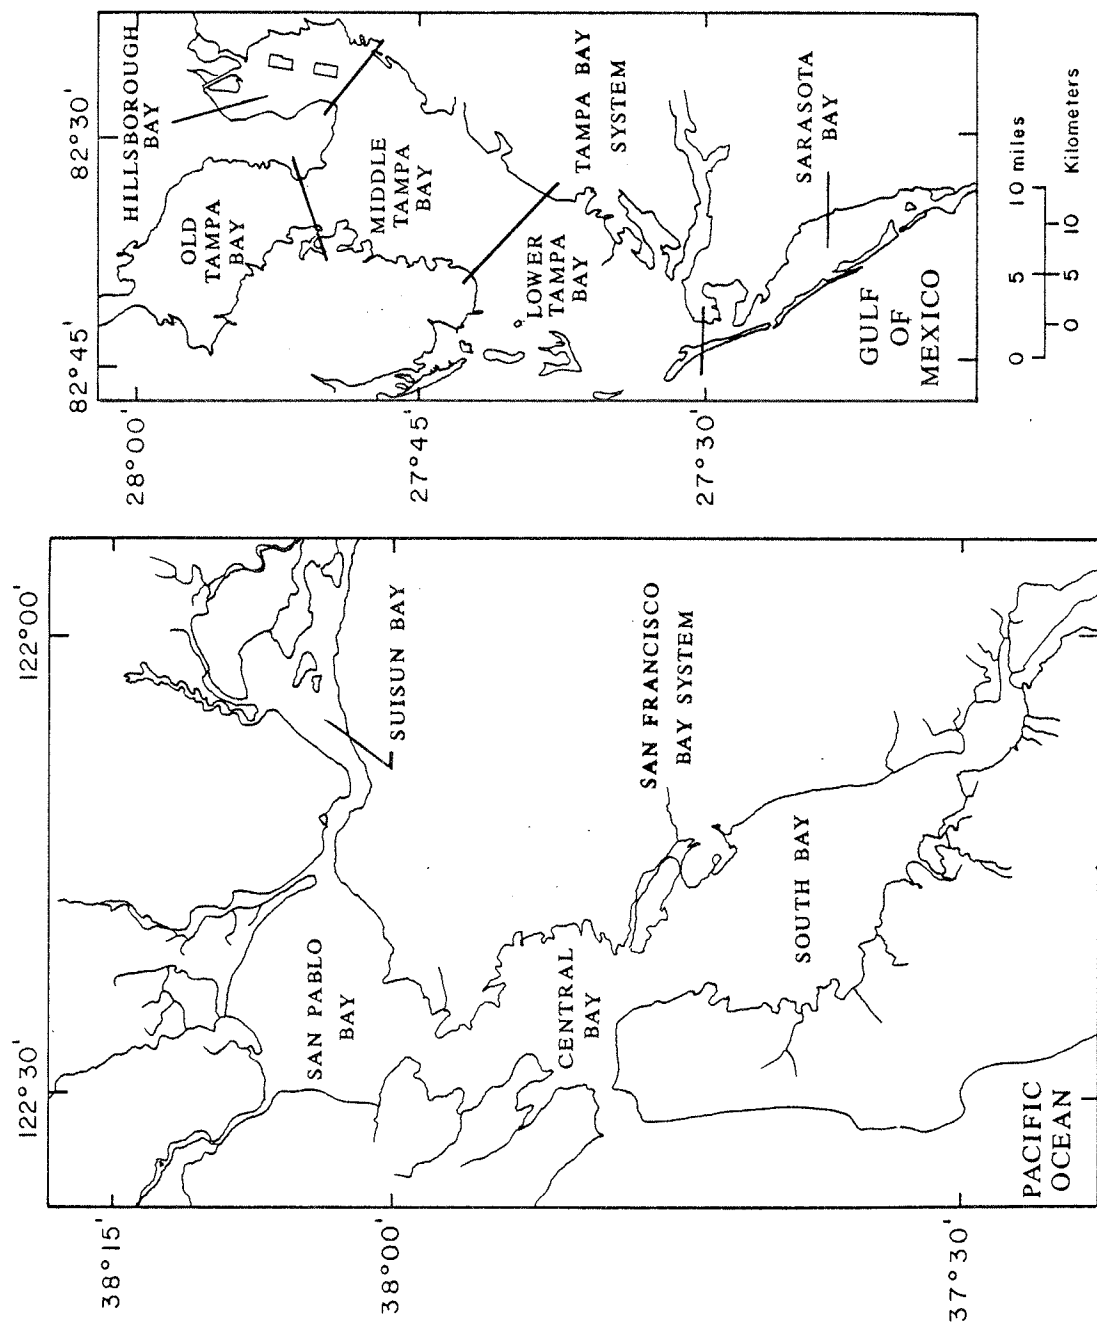 122°30'
122°00'
38°15'
38°00'
37°30'
SUISUN BAY
SAN PABLO
BAY
CENTRAL
BAY
SAN FRANCISCO
BAY SYSTEM
SOUTH BAY
PACIFIC
OCEAN
82°45'
82°30'
28°00'
27°45'
27°30'
HILLSBOROUGH
BAY
OLD
TAMPA
BAY
MIDDLE
TAMPA
BAY
LOWER
TAMPA
BAY
TAMPA BAY
SYSTEM
SARASOTA
BAY
GULF
OF
MEXICO
0 5 10 miles
0 5 10 Kilometers